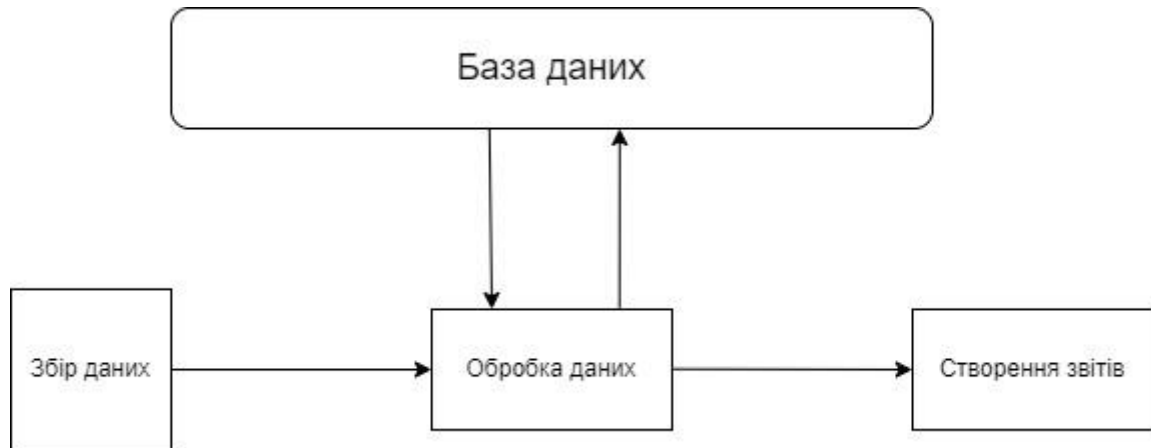 База даних
Збір даних
Обробка даних
Створення звітів